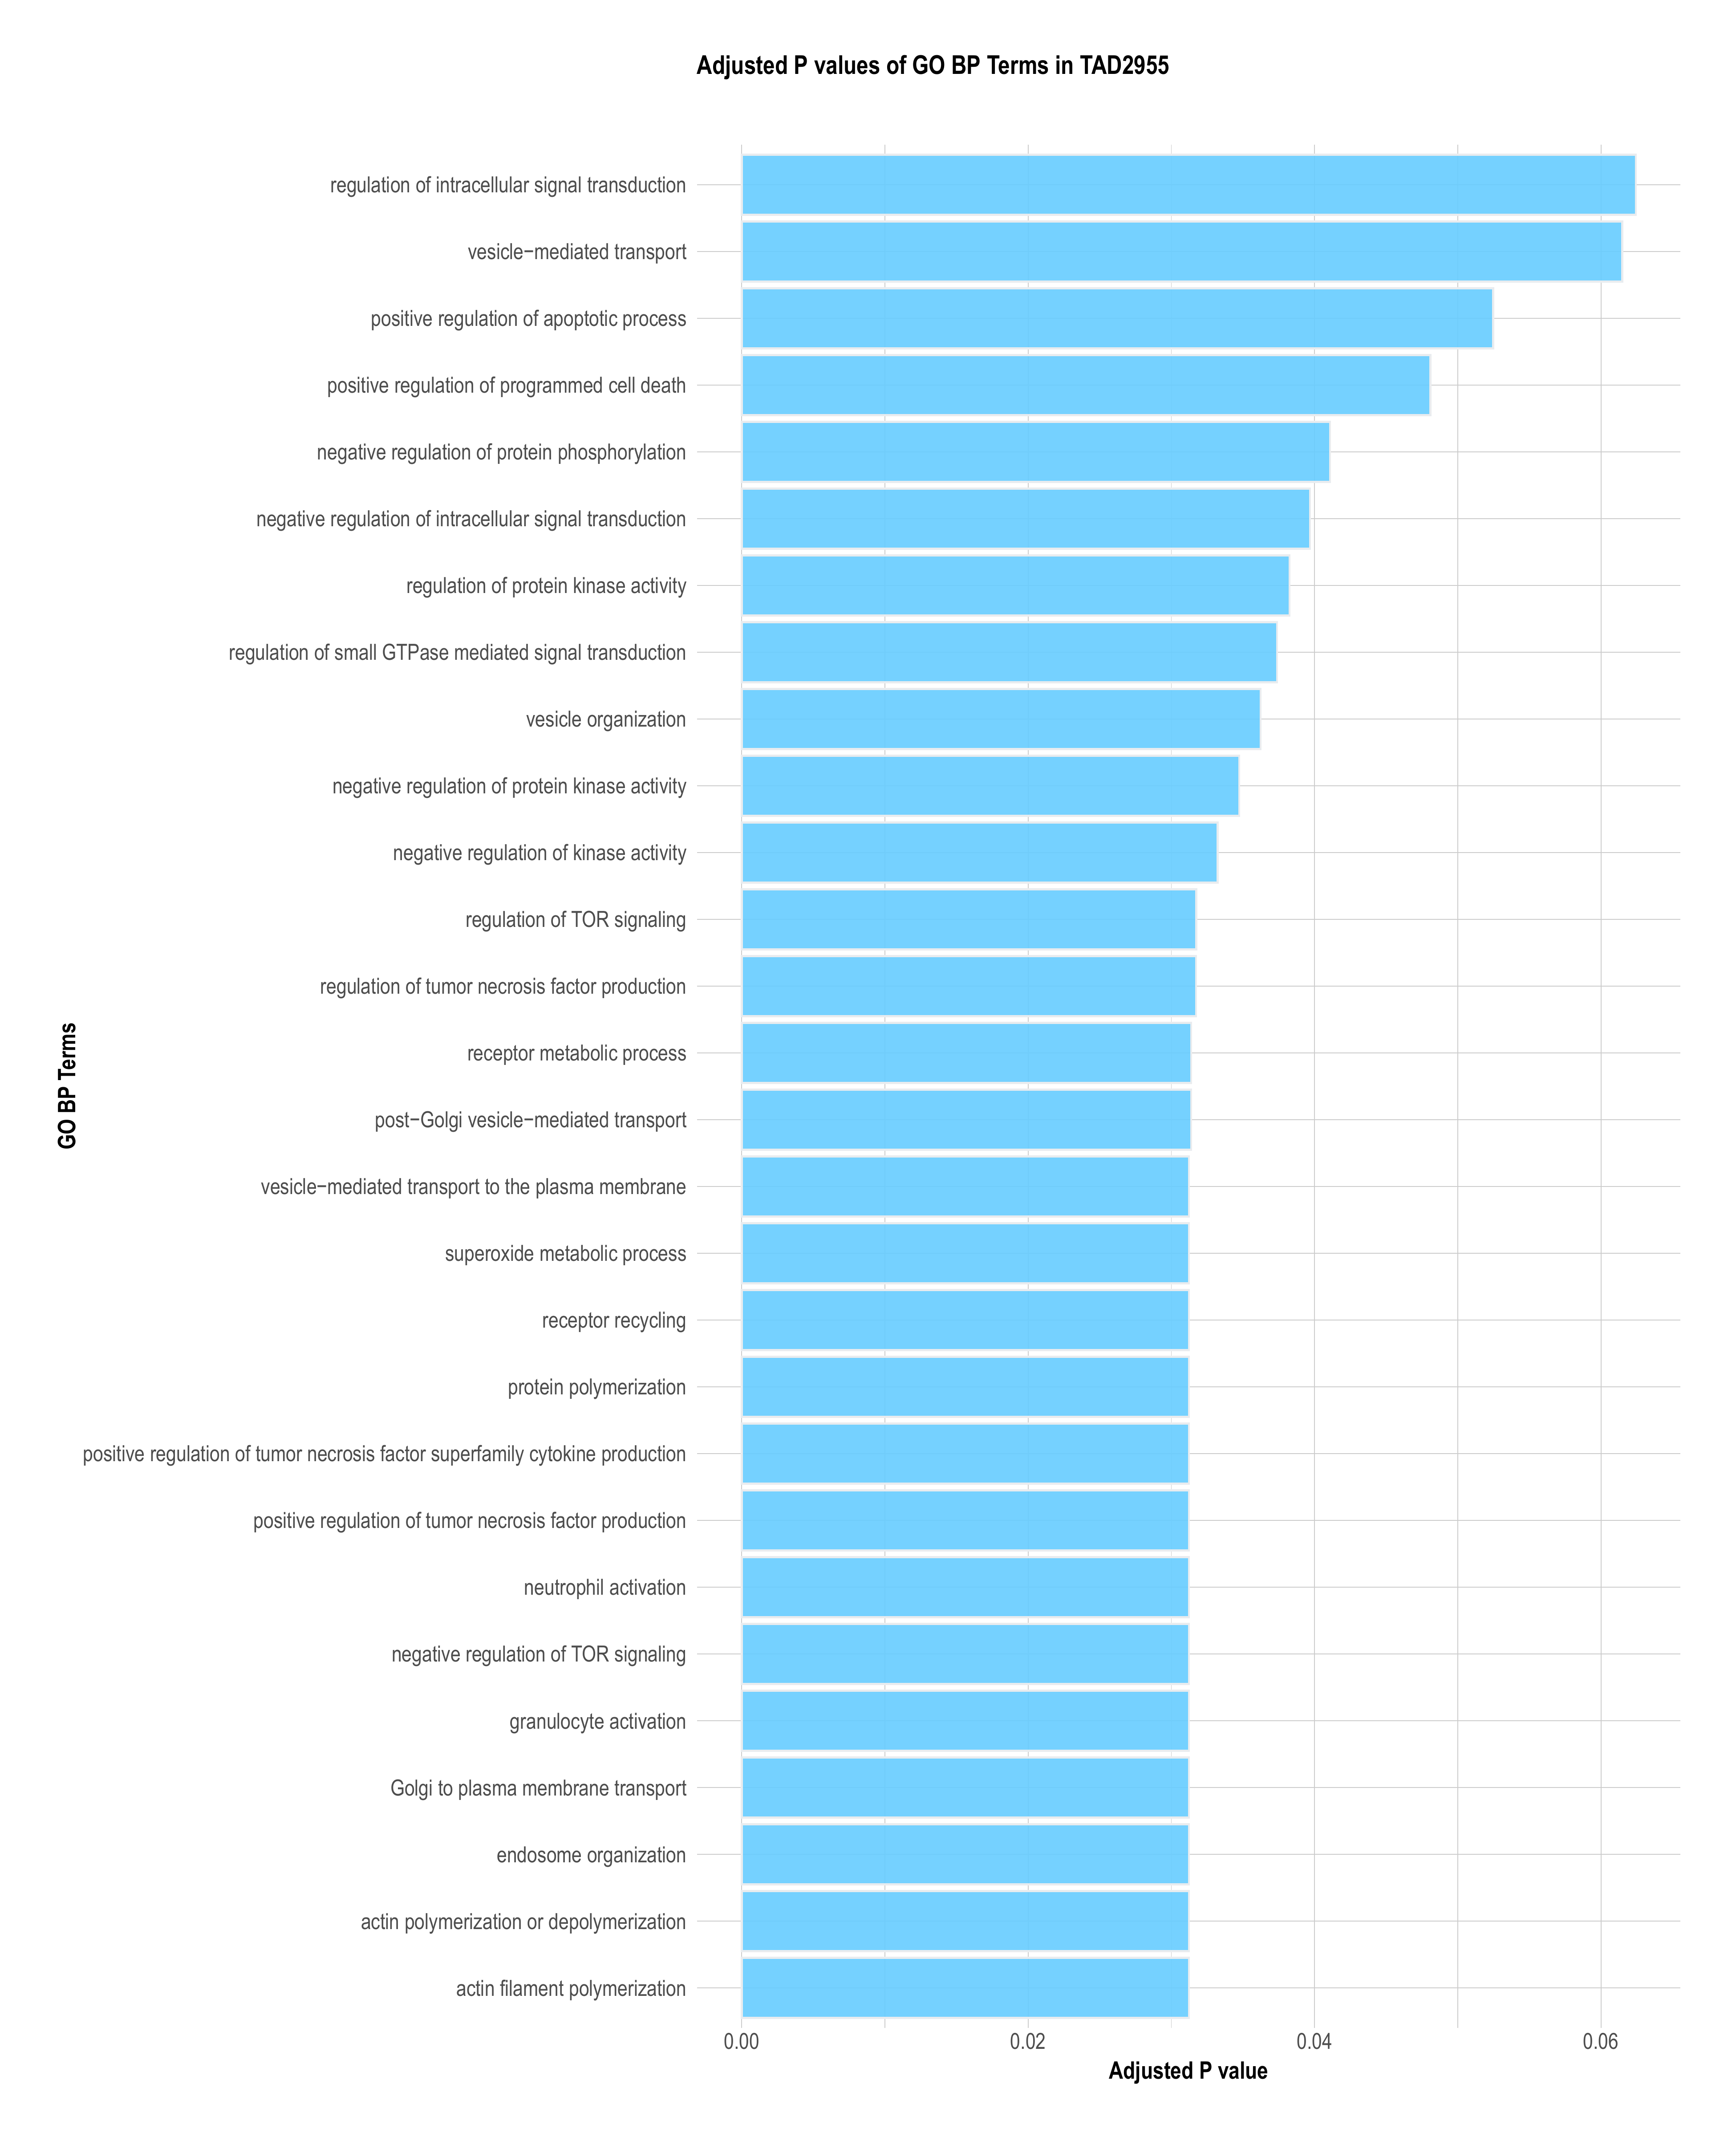 Adjusted P values of GO BP Terms in TAD2955
regulation of intracellular signal transduction
vesicle−mediated transport
positive regulation of apoptotic process
positive regulation of programmed cell death
negative regulation of protein phosphorylation
negative regulation of intracellular signal transduction
regulation of protein kinase activity
regulation of small GTPase mediated signal transduction
vesicle organization
negative regulation of protein kinase activity
negative regulation of kinase activity
regulation of TOR signaling
regulation of tumor necrosis factor production
receptor metabolic process
post−Golgi vesicle−mediated transport
vesicle−mediated transport to the plasma membrane
superoxide metabolic process
receptor recycling
protein polymerization
positive regulation of tumor necrosis factor superfamily cytokine production
positive regulation of tumor necrosis factor production
neutrophil activation
negative regulation of TOR signaling
granulocyte activation
Golgi to plasma membrane transport
endosome organization
actin polymerization or depolymerization
actin filament polymerization
GO BP Terms
0.00 0.02 0.04 0.06
Adjusted P value